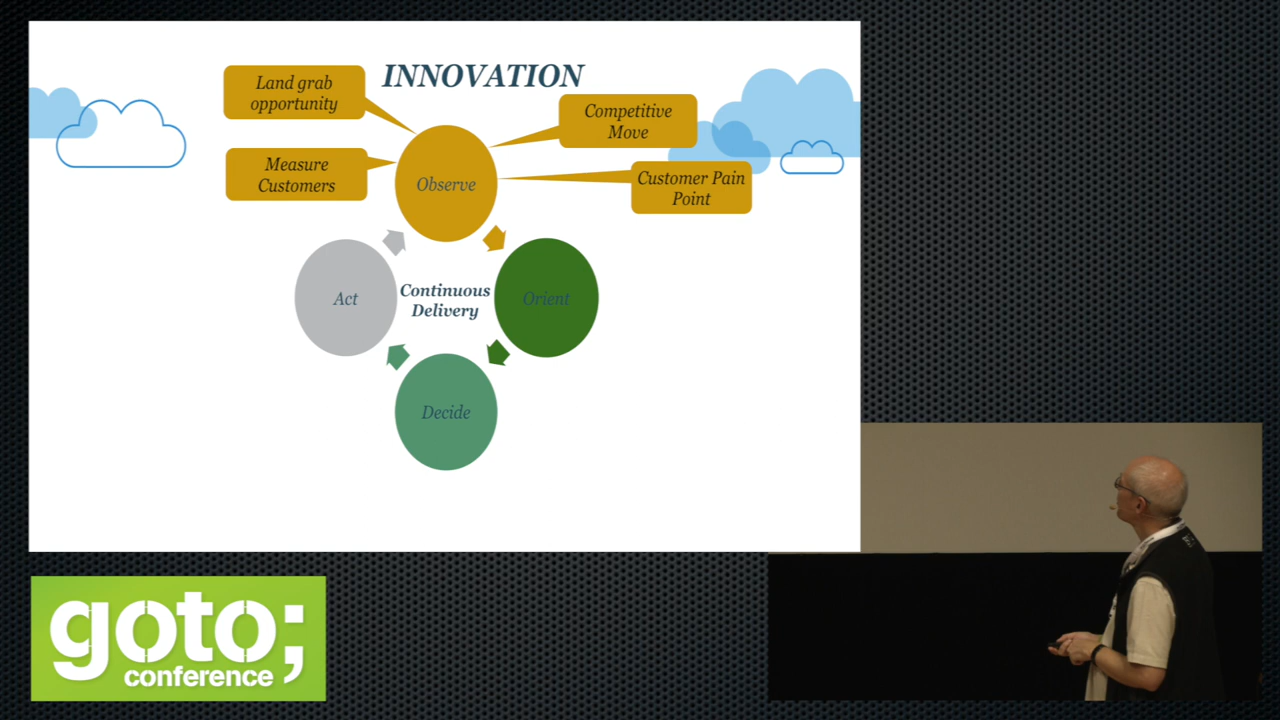 INNOVATION
Land grab
opportunity
Competitive
Move
Measure
Customers
Customer Pain
Point
Observe
Act
Continuous
Delivery
Orient
Decide
goto;
conference